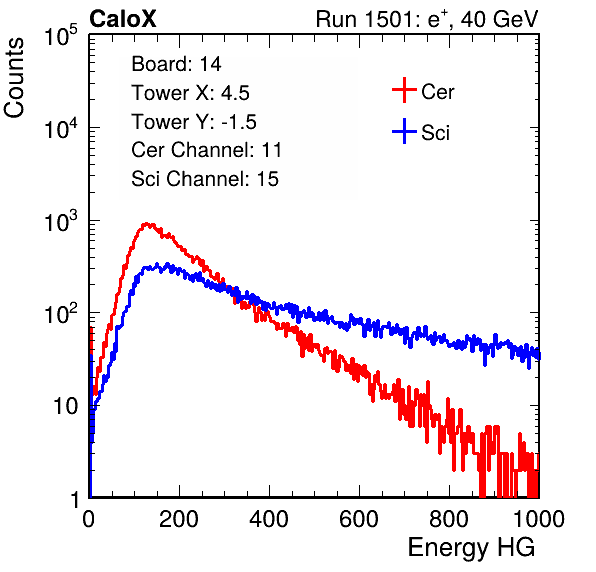 CaloX Run 1501: e⁺, 40 GeV
Counts
Board: 14
Tower X: 4.5
Tower Y: -1.5
Cer Channel: 11
Sci Channel: 15
Cer
Sci
10⁵
10⁴
10³
10²
10
1
0 200 400 600 800 1000
Energy HG